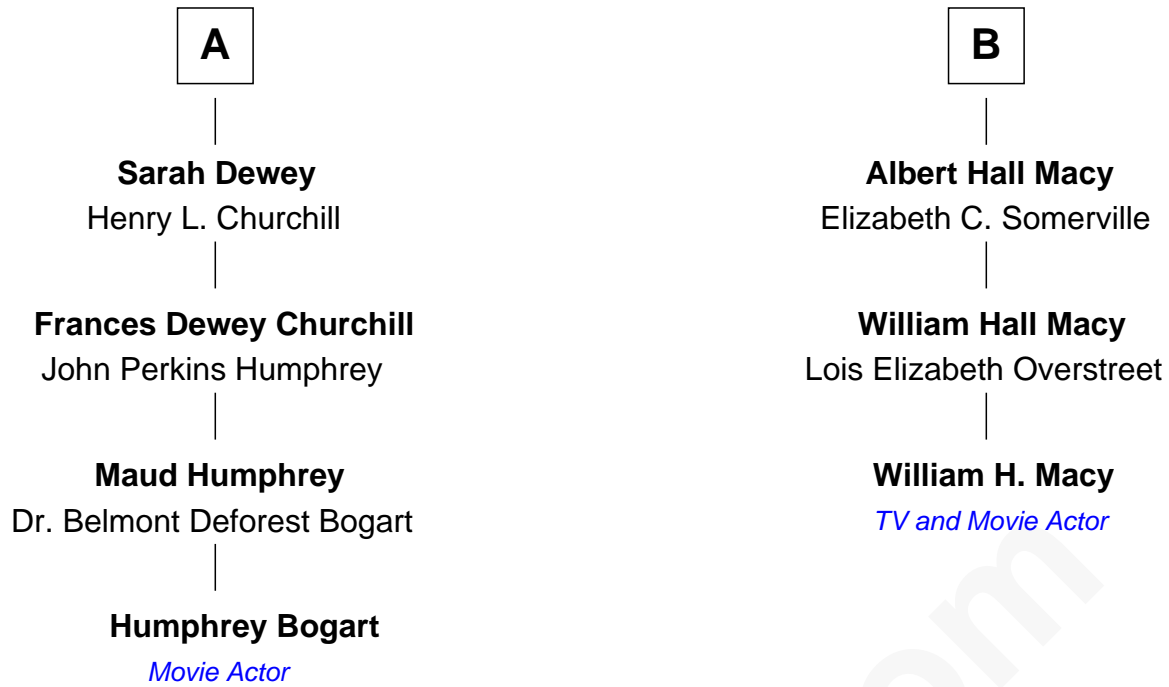 A
Sarah Dewey
Henry L. Churchill
Frances Dewey Churchill
John Perkins Humphrey
Maud Humphrey
Dr. Belmont Deforest Bogart
Humphrey Bogart
Movie Actor
B
Albert Hall Macy
Elizabeth C. Somerville
William Hall Macy
Lois Elizabeth Overstreet
William H. Macy
TV and Movie Actor
om